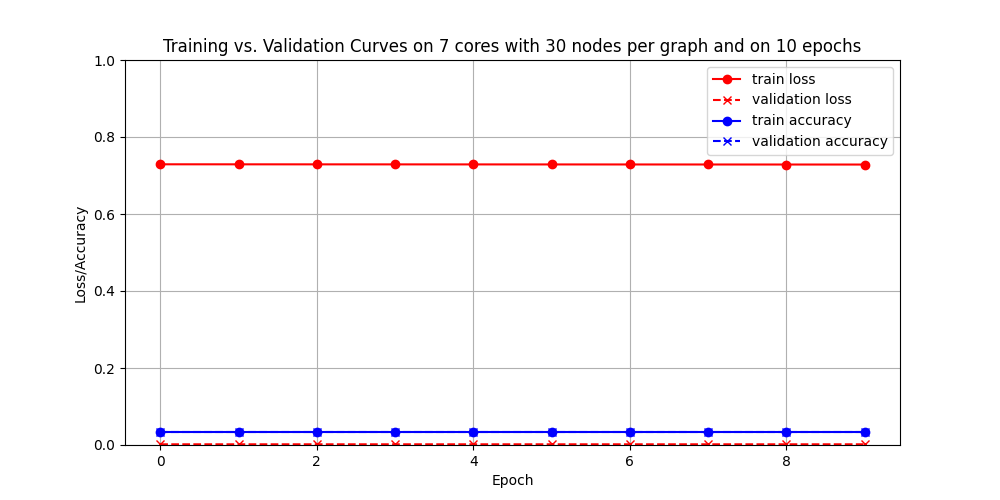 Training vs. Validation Curves on 7 cores with 30 nodes per graph and on 10 epochs
train loss
validation loss
train accuracy
validation accuracy
Loss/Accuracy
1.0
0.8
0.6
0.4
0.2
0.0
0 2 4 6 8
Epoch